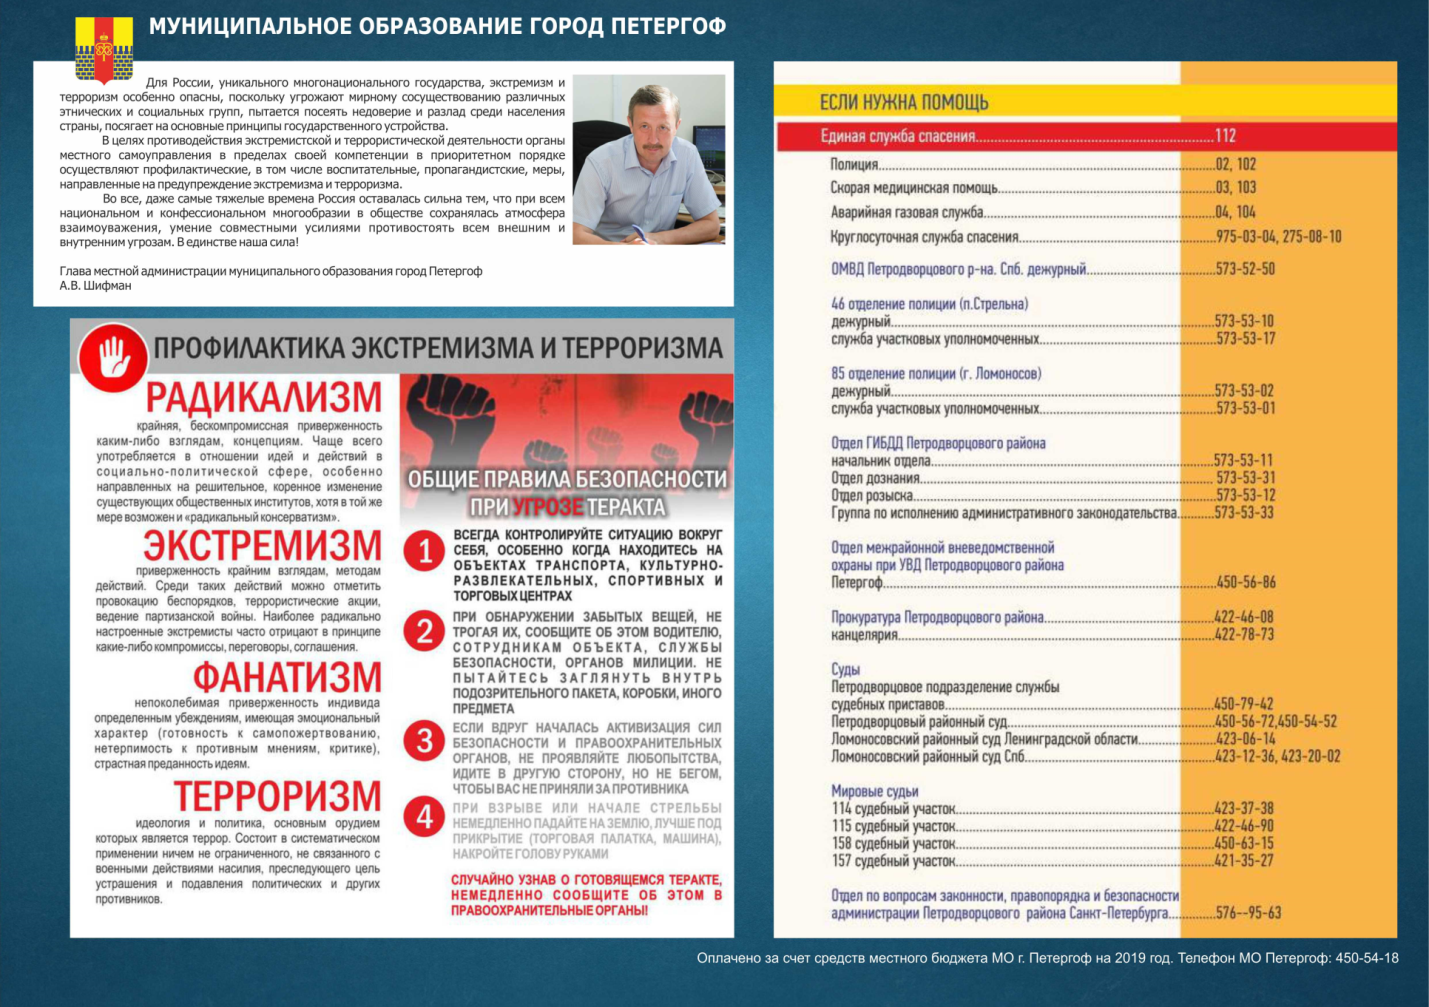 МУНИЦИПАЛЬНОЕ ОБРАЗОВАНИЕ ГОРОД ПЕТЕРГОФ
Для России, уникального многонационального государства, экстремизм и
терроризм особенно опасны, поскольку угрожают мирному сосуществованию различных
этнических и социальных групп, пытается посеять недоверие и разлад среди населения
страны, посягает на основные принципы государственного устройства.
В целях противодействия экстремистской и террористической деятельности органы
местного самоуправления в пределах своей компетенции в приоритетном порядке
осуществляют профилактические, в том числе воспитательные, пропагандистские, меры,
направленные на предупреждение экстремизма и терроризма.
Во все, даже самые тяжелые времена Россия оставалась сильна тем, что при всем
национальном и конфессиональном многообразии в обществе сохранялась атмосфера
взаимоуважения, умение совместными усилиями противостоять всем внешним и
внутренним угрозам. В единстве наша сила!
Глава местной администрации муниципального образования город Петергоф
А.В. Шифман
ПРОФИЛАКТИКА ЭКСТРЕМИЗМА И ТЕРРОРИЗМА
РАДИКАЛИЗМ
крайняя, бескомпромиссная приверженность
каким-либо взглядам, концепциям. Чаще всего
употребляется в отношении идей и действий в
социально-политической сфере, особенно
направленных на решительное, коренное изменение
существующих общественных институтов, хотя в той же
мере возможен и «радикальный консерватизм».
ЭКСТРЕМИЗМ
приверженность крайним взглядам, методам
действий. Среди таких действий можно отметить
провокацию беспорядков, террористические акции,
ведение партизанской войны. Наиболее радикально
настроенные экстремисты часто отрицают в принципе
какие-либо компромиссы, переговоры, соглашения.
ФАНАТИЗМ
непоколебимая приверженность индивида
определенным убеждениям, имеющая эмоциональный
характер (готовность к самопожертвованию,
нетерпимость к противным мнениям, критике),
страстная преданность идеям.
ТЕРРОРИЗМ
идеология и политика, основным орудием
которых является террор. Состоит в систематическом
применении ничем не ограниченного, не связанного с
военными действиями насилия, преследующего цель
устрашения и подавления политических и других
противников.
ОБЩИЕ ПРАВИЛА БЕЗОПАСНОСТИ
ПРИ УГРОЗЕ ТЕРАКТА
1
ВСЕГДА КОНТРОЛИРУЙТЕ СИТУАЦИЮ ВОКРУГ
СЕБЯ, ОСОБЕННО КОГДА НАХОДИТЕСЬ НА
ОБЪЕКТАХ ТРАНСПОРТА, КУЛЬТУРНО-
РАЗВЛЕКАТЕЛЬНЫХ, СПОРТИВНЫХ И
ТОРГОВЫХ ЦЕНТРАХ
2
ПРИ ОБНАРУЖЕНИИ ЗАБЫТЫХ ВЕЩЕЙ, НЕ
ТРОГАЯ ИХ, СООБЩИТЕ ОБ ЭТОМ ВОДИТЕЛЮ,
СОТРУДНИКАМ ОБЪЕКТА, СЛУЖБЫ
БЕЗОПАСНОСТИ, ОРГАНОВ МИЛИЦИИ. НЕ
ПЫТАЙТЕСЬ ЗАГЛЯНУТЬ ВНУТРЬ
ПОДОЗРИТЕЛЬНОГО ПАКЕТА, КОРОБКИ, ИНОГО
ПРЕДМЕТА
3
ЕСЛИ ВДРУГ НАЧАЛАСЬ АКТИВИЗАЦИЯ СИЛ
БЕЗОПАСНОСТИ И ПРАВООХРАНИТЕЛЬНЫХ
ОРГАНОВ, НЕ ПРОЯВЛЯЙТЕ ЛЮБОПЫТСТВА,
ИДИТЕ В ДРУГУЮ СТОРОНУ, НО НЕ БЕГОМ,
ЧТОБЫ ВАС НЕ ПРИНЯЛИ ЗА ПРОТИВНИКА
4
ПРИ ВЗРЫВЕ ИЛИ НАЧАЛЕ СТРЕЛЬБЫ
НЕМЕДЛЕННО ПАДАЙТЕ НА ЗЕМЛЮ, ЛУЧШЕ ПОД
ПРИКРЫТИЕ (ТОРГОВАЯ ПАЛАТКА, МАШИНА),
НАКРОЙТЕ ГОЛОВУ РУКАМИ
СЛУЧАЙНО УЗНАВ О ГОТОВЯЩЕМСЯ ТЕРАКТЕ,
НЕМЕДЛЕННО СООБЩИТЕ ОБ ЭТОМ В
ПРАВООХРАНИТЕЛЬНЫЕ ОРГАНЫ!
ЕСЛИ НУЖНА ПОМОЩЬ
Единая служба спасения...112
Полиция...02, 102
Скорая медицинская помощь...03, 103
Аварийная газовая служба...04, 104
Круглосуточная служба спасения...975-03-04, 275-08-10
ОМВД Петродворцового р-на. Спб. дежурный...573-52-50
46 отделение полиции (п.Стрельна)
дежурный...573-53-10
служба участковых уполномоченных...573-53-17
85 отделение полиции (г. Ломоносов)
дежурный...573-53-02
служба участковых уполномоченных...573-53-01
Отдел ГИБДД Петродворцового района
начальник отдела...573-53-11
Отдел дознания...573-53-31
Отдел розыска...573-53-12
Группа по исполнению административного законодательства...573-53-33
Отдел межрайонной вневедомственной
охраны при УВД Петродворцового района
Петергоф...450-56-86
Прокуратура Петродворцового района...422-46-08
канцелярия...422-78-73
Суды
Петродворцовое подразделение службы
судебных приставов...450-79-42
Петродворцовый районный суд...450-56-72,450-54-52
Ломоносовский районный суд Ленинградской области...423-06-14
Ломоносовский районный суд Спб...423-12-36, 423-20-02
Мировые судьи
114 судебный участок...423-37-38
115 судебный участок...422-46-90
158 судебный участок...450-63-15
157 судебный участок...421-35-27
Отдел по вопросам законности, правопорядка и безопасности
администрации Петродворцового района Санкт-Петербурга...576--95-63
Оплачено за счет средств местного бюджета МО г. Петергоф на 2019 год. Телефон МО Петергоф: 450-54-18